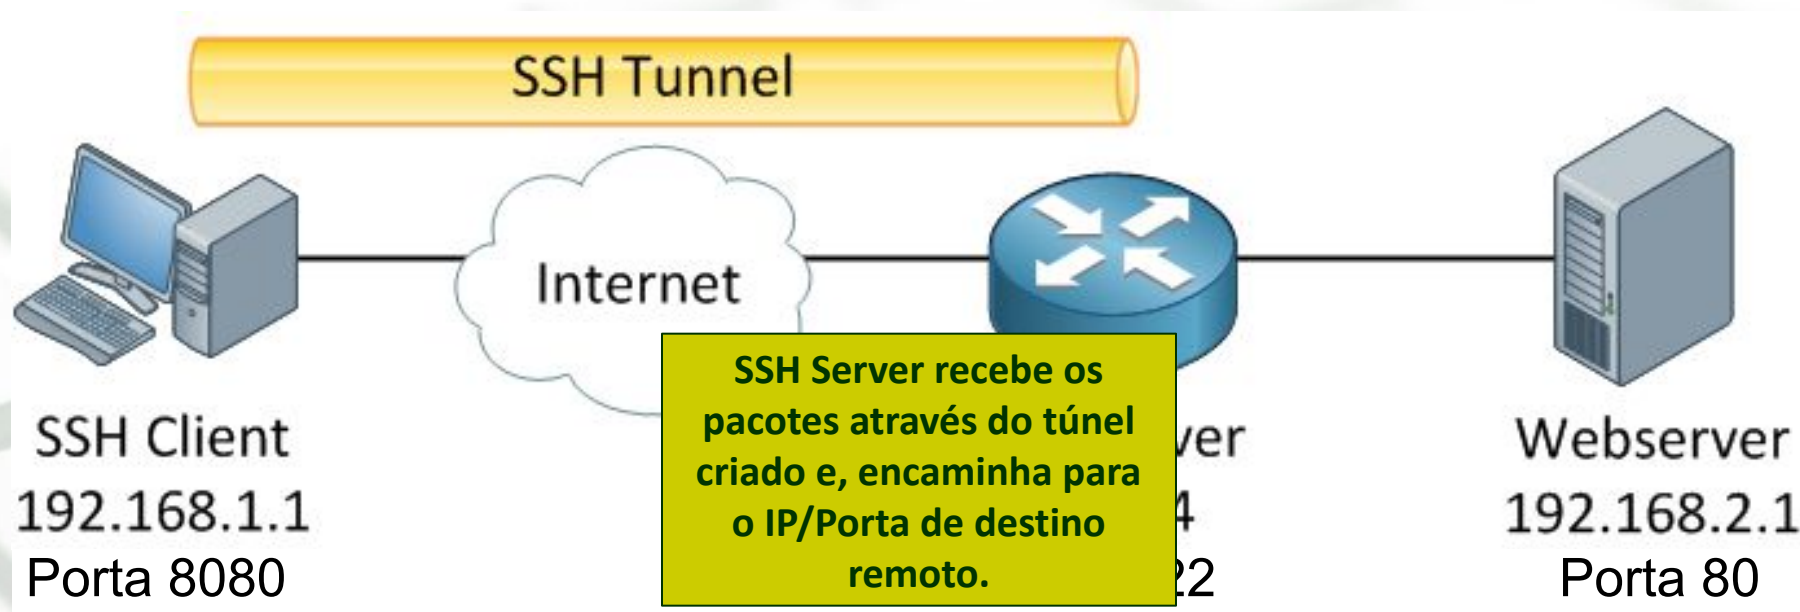 SSH Tunnel
Internet
SSH Client
192.168.1.1
Porta 8080
SSH Server recebe os
pacotes através do túnel
criado e, encaminha para
o IP/Porta de destino
remoto.
Webserver
192.168.2.1
Porta 80